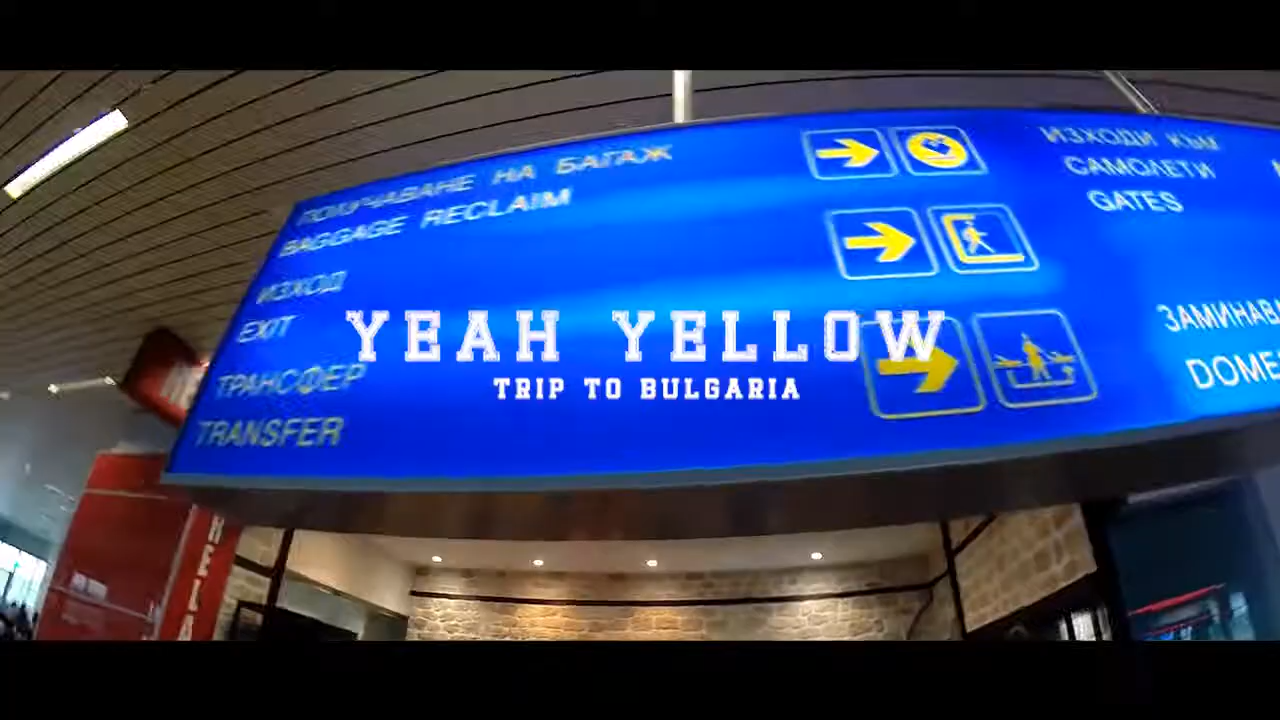 ПОЛУЧАВАНЕ НА БАГАЖ
BAGGAGE RECLAIM
ИЗХОД
EXIT
ТРАНСФЕР
TRANSFER
ИЗХОДИ КЪМ
САМОЛЕТИ
GATES
YEAH YELLOW
TRIP TO BULGARIA